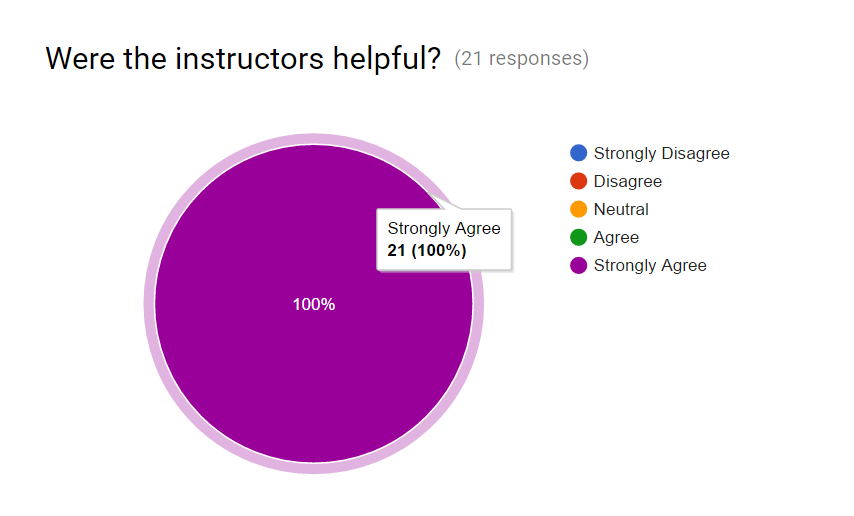 Were the instructors helpful? (21 responses)
Strongly Disagree
Disagree
Neutral
Agree
Strongly Agree
Strongly Agree
21 (100%)
100%